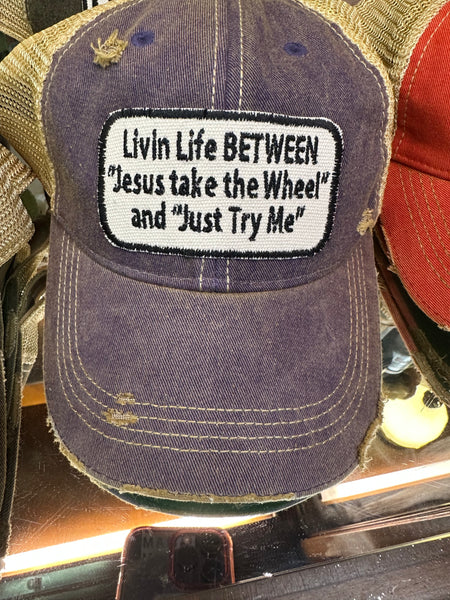 Livin Life BETWEEN
"Jesus take the Wheel"
and "Just Try Me"